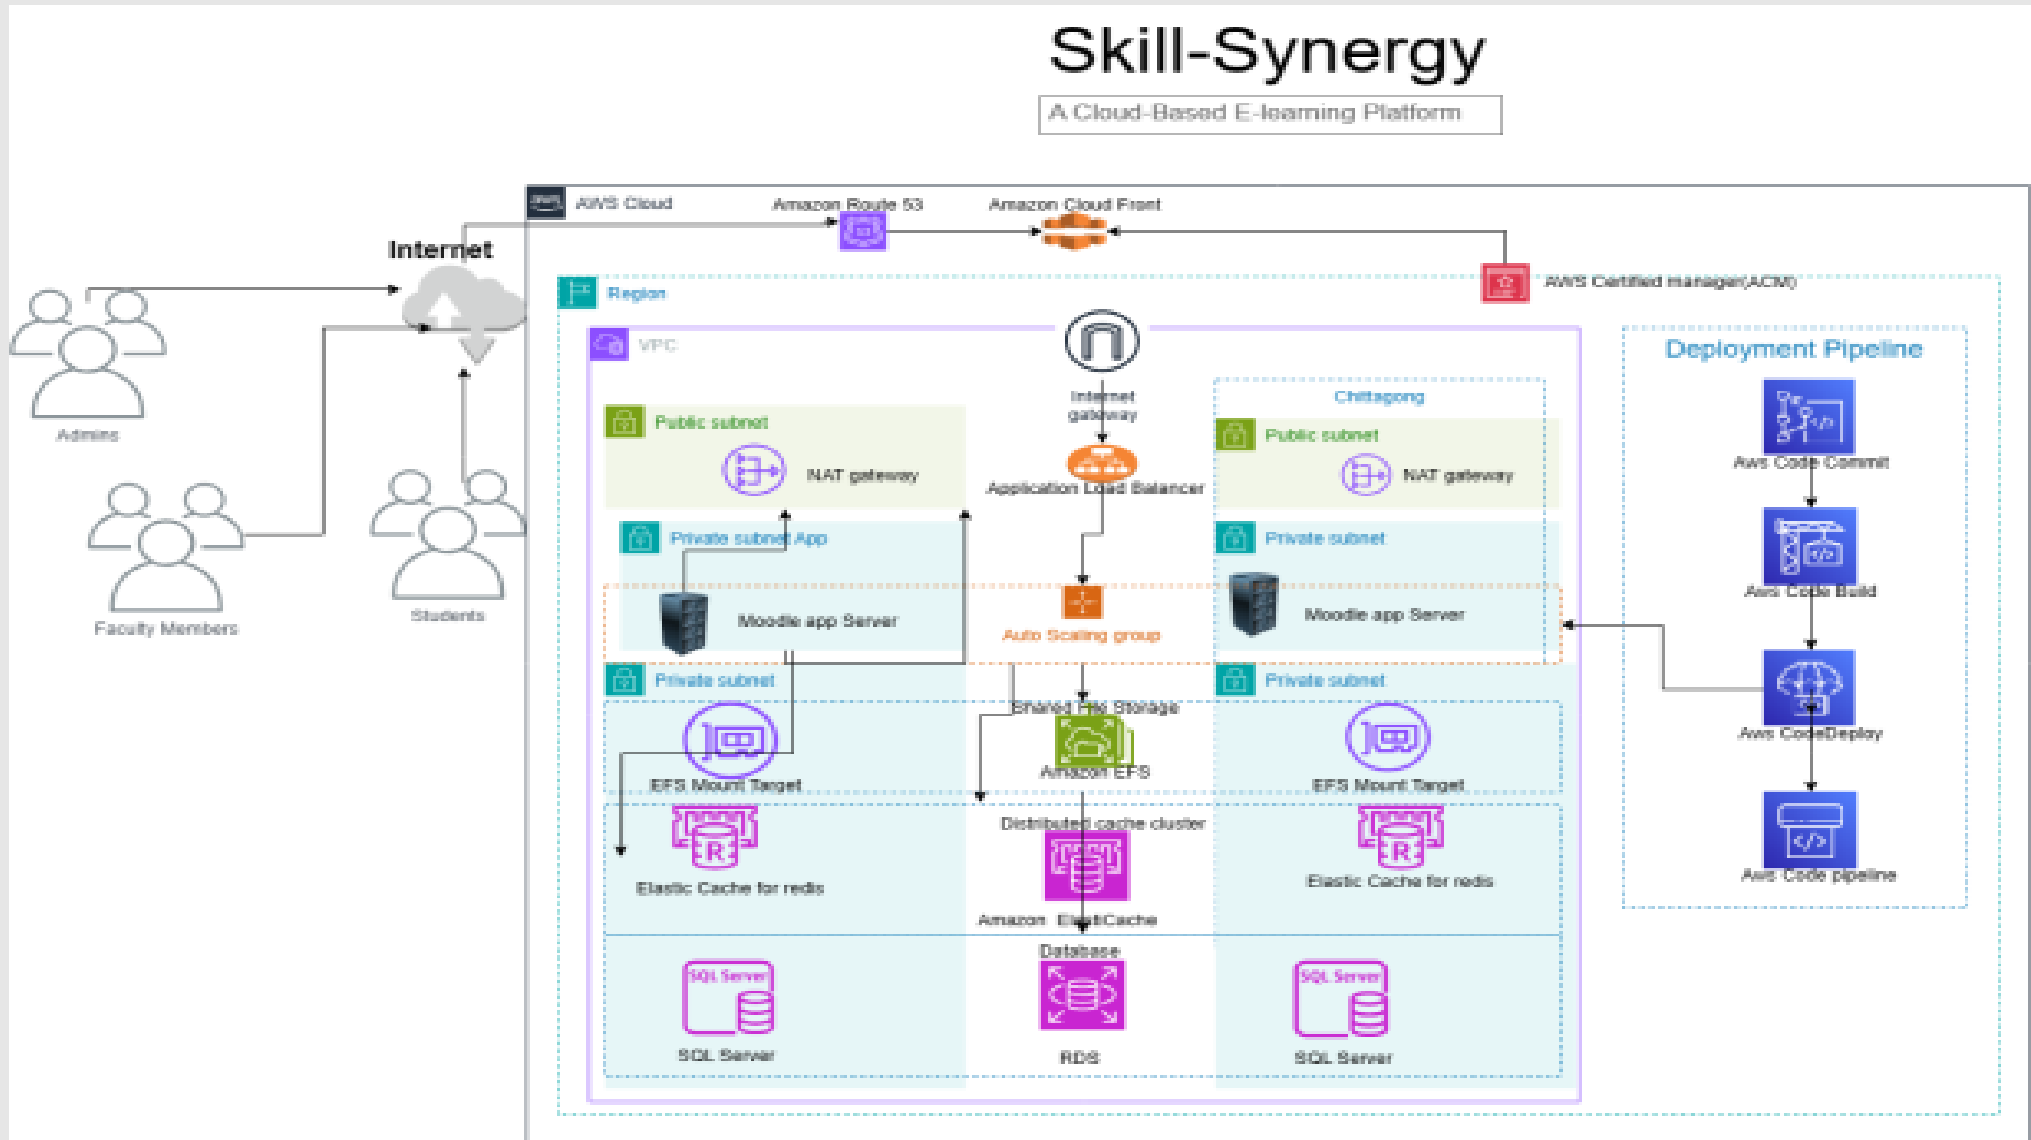 Skill-Synergy
A Cloud-Based E-learning Platform
aws
AWS Cloud
Amazon Route 53
Amazon Cloud Front
Internet
AWS Certified manager(ACM)
Region
VPC
Deployment Pipeline
Internet
gateway
Chittagong
Public subnet
Public subnet
Admins
NAT gateway
NAT gateway
Aws Code Commit
Application Load Balancer
Private subnet App
Private subnet
Aws Code Build
Students
Faculty Members
Moodle app Server
Auto Scaling group
Moodle app Server
Private subnet
Private subnet
Shared File Storage
Aws CodeDeploy
EFS Mount Target
Amazon EFS
EFS Mount Target
Distributed cache cluster
R
R
Elastic Cache for redis
Elastic Cache for redis
Aws Code pipeline
Amazon ElastiCache
Database
SQL Server
SQL Server
SQL Server
RDS
SQL Server